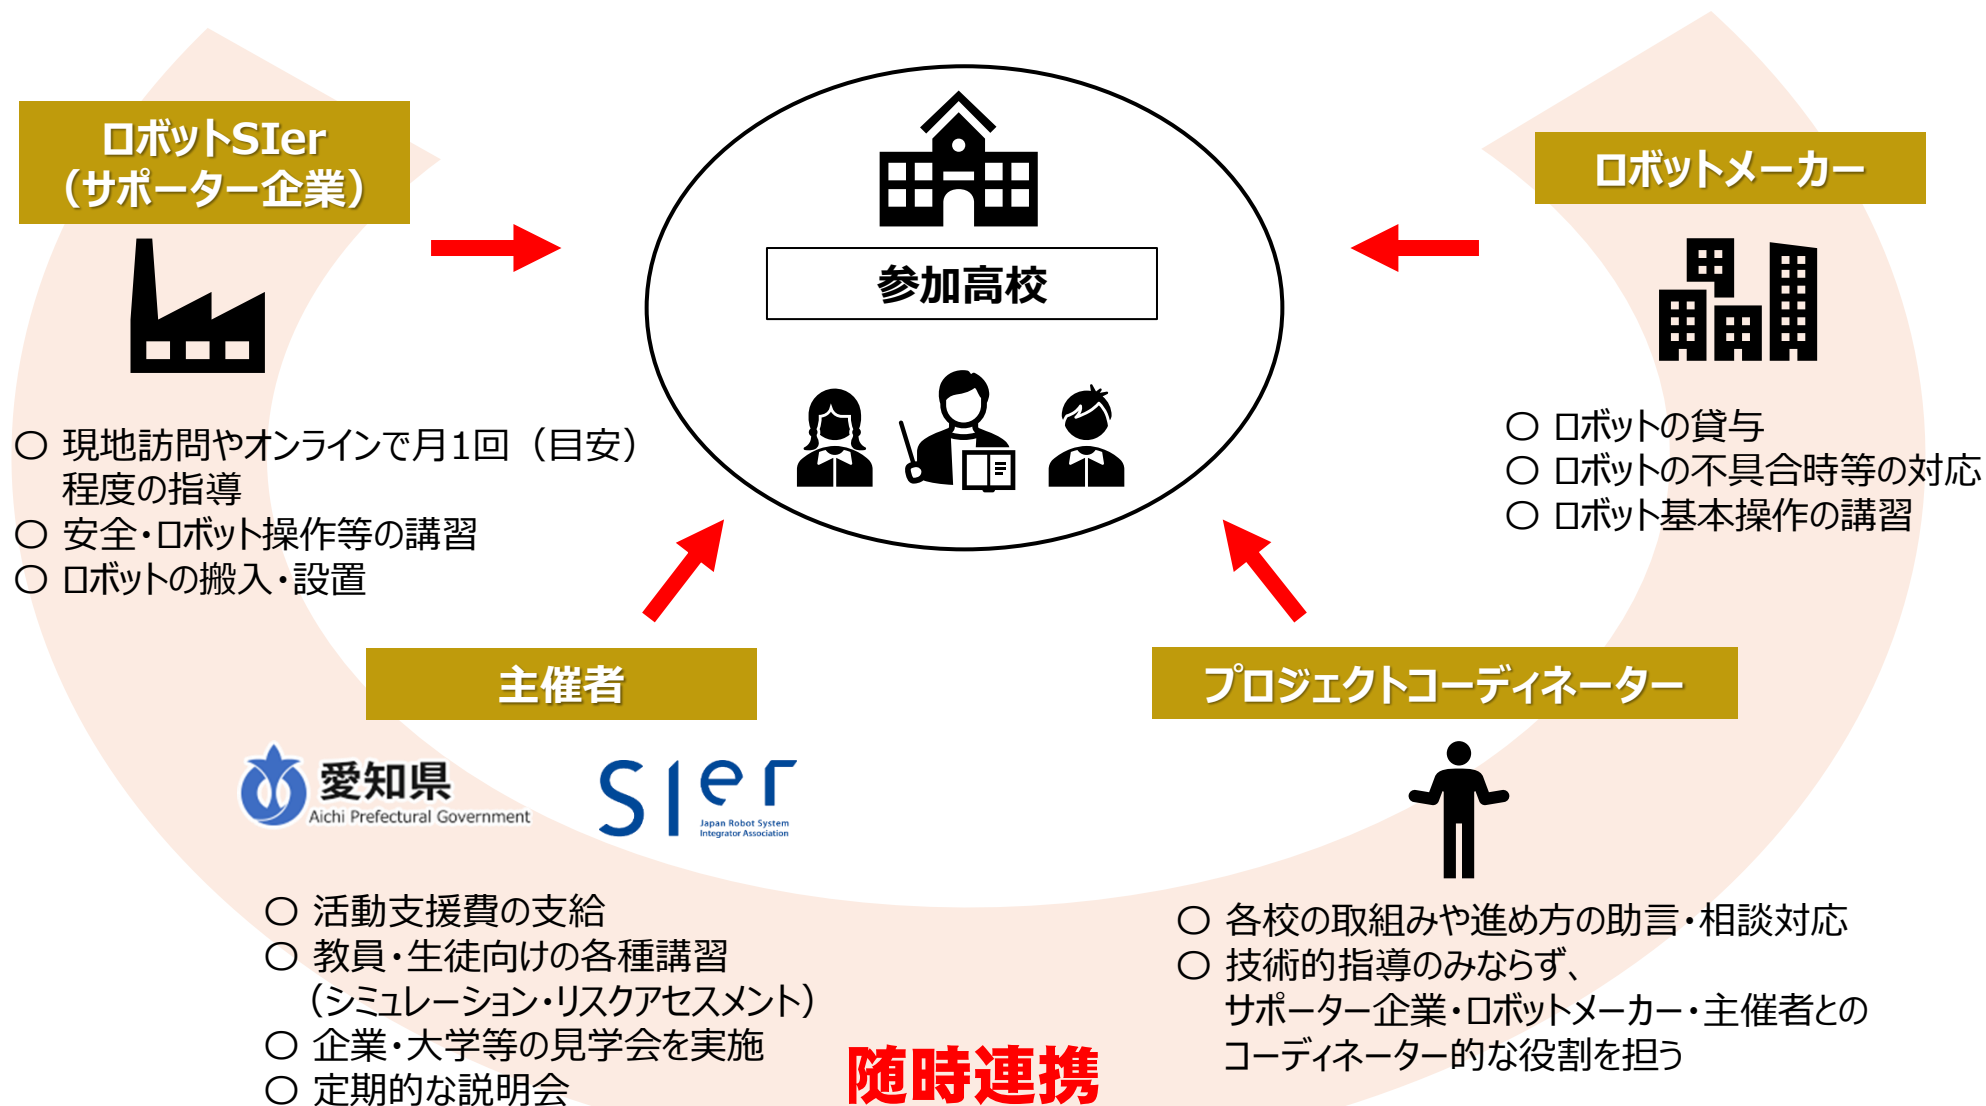 ロボットSIer
（サポーター企業）
〇 現地訪問やオンラインで月1回（目安）
程度の指導
〇 安全・ロボット操作等の講習
〇 ロボットの搬入・設置
参加高校
ロボットメーカー
〇 ロボットの貸与
〇 ロボットの不具合時等の対応
〇 ロボット基本操作の講習
主催者
愛知県
Aichi Prefectural Government
SIer
Japan Robot System
Integrator Association
〇 活動支援費の支給
〇 教員・生徒向けの各種講習
（シミュレーション・リスクアセスメント）
〇 企業・大学等の見学会を実施
〇 定期的な説明会
プロジェクトコーディネーター
〇 各校の取組みや進め方の助言・相談対応
〇 技術的指導のみならず、
サポーター企業・ロボットメーカー・主催者との
コーディネーター的な役割を担う
随時連携